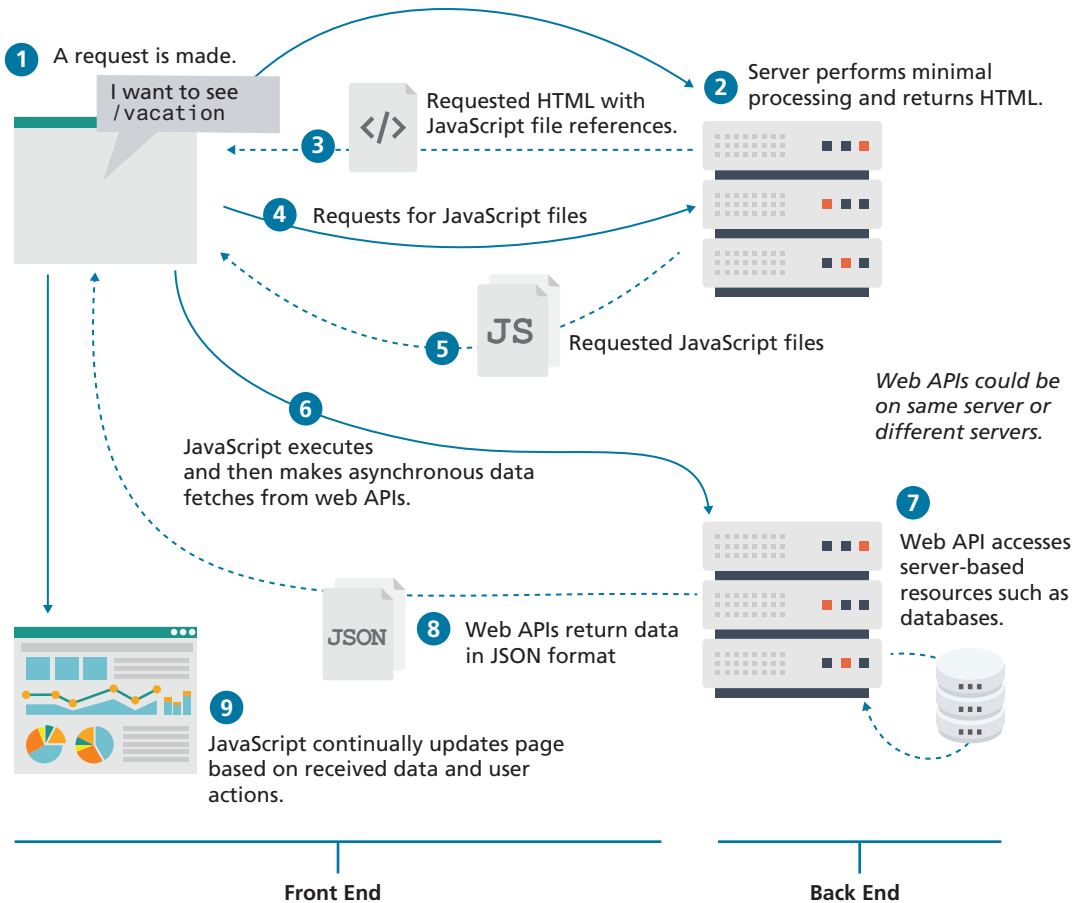 1
A request is made.
I want to see
/vacation
2
Server performs minimal
processing and returns HTML.
</>
Requested HTML with
JavaScript file references.
3
4
Requests for JavaScript files
JS
5
Requested JavaScript files
Web APIs could be
on same server or
different servers.
6
JavaScript executes
and then makes asynchronous data
fetches from web APIs.
7
Web API accesses
server-based
resources such as
databases.
JSON
8
Web APIs return data
in JSON format
9
JavaScript continually updates page
based on received data and user
actions.
Front End
Back End